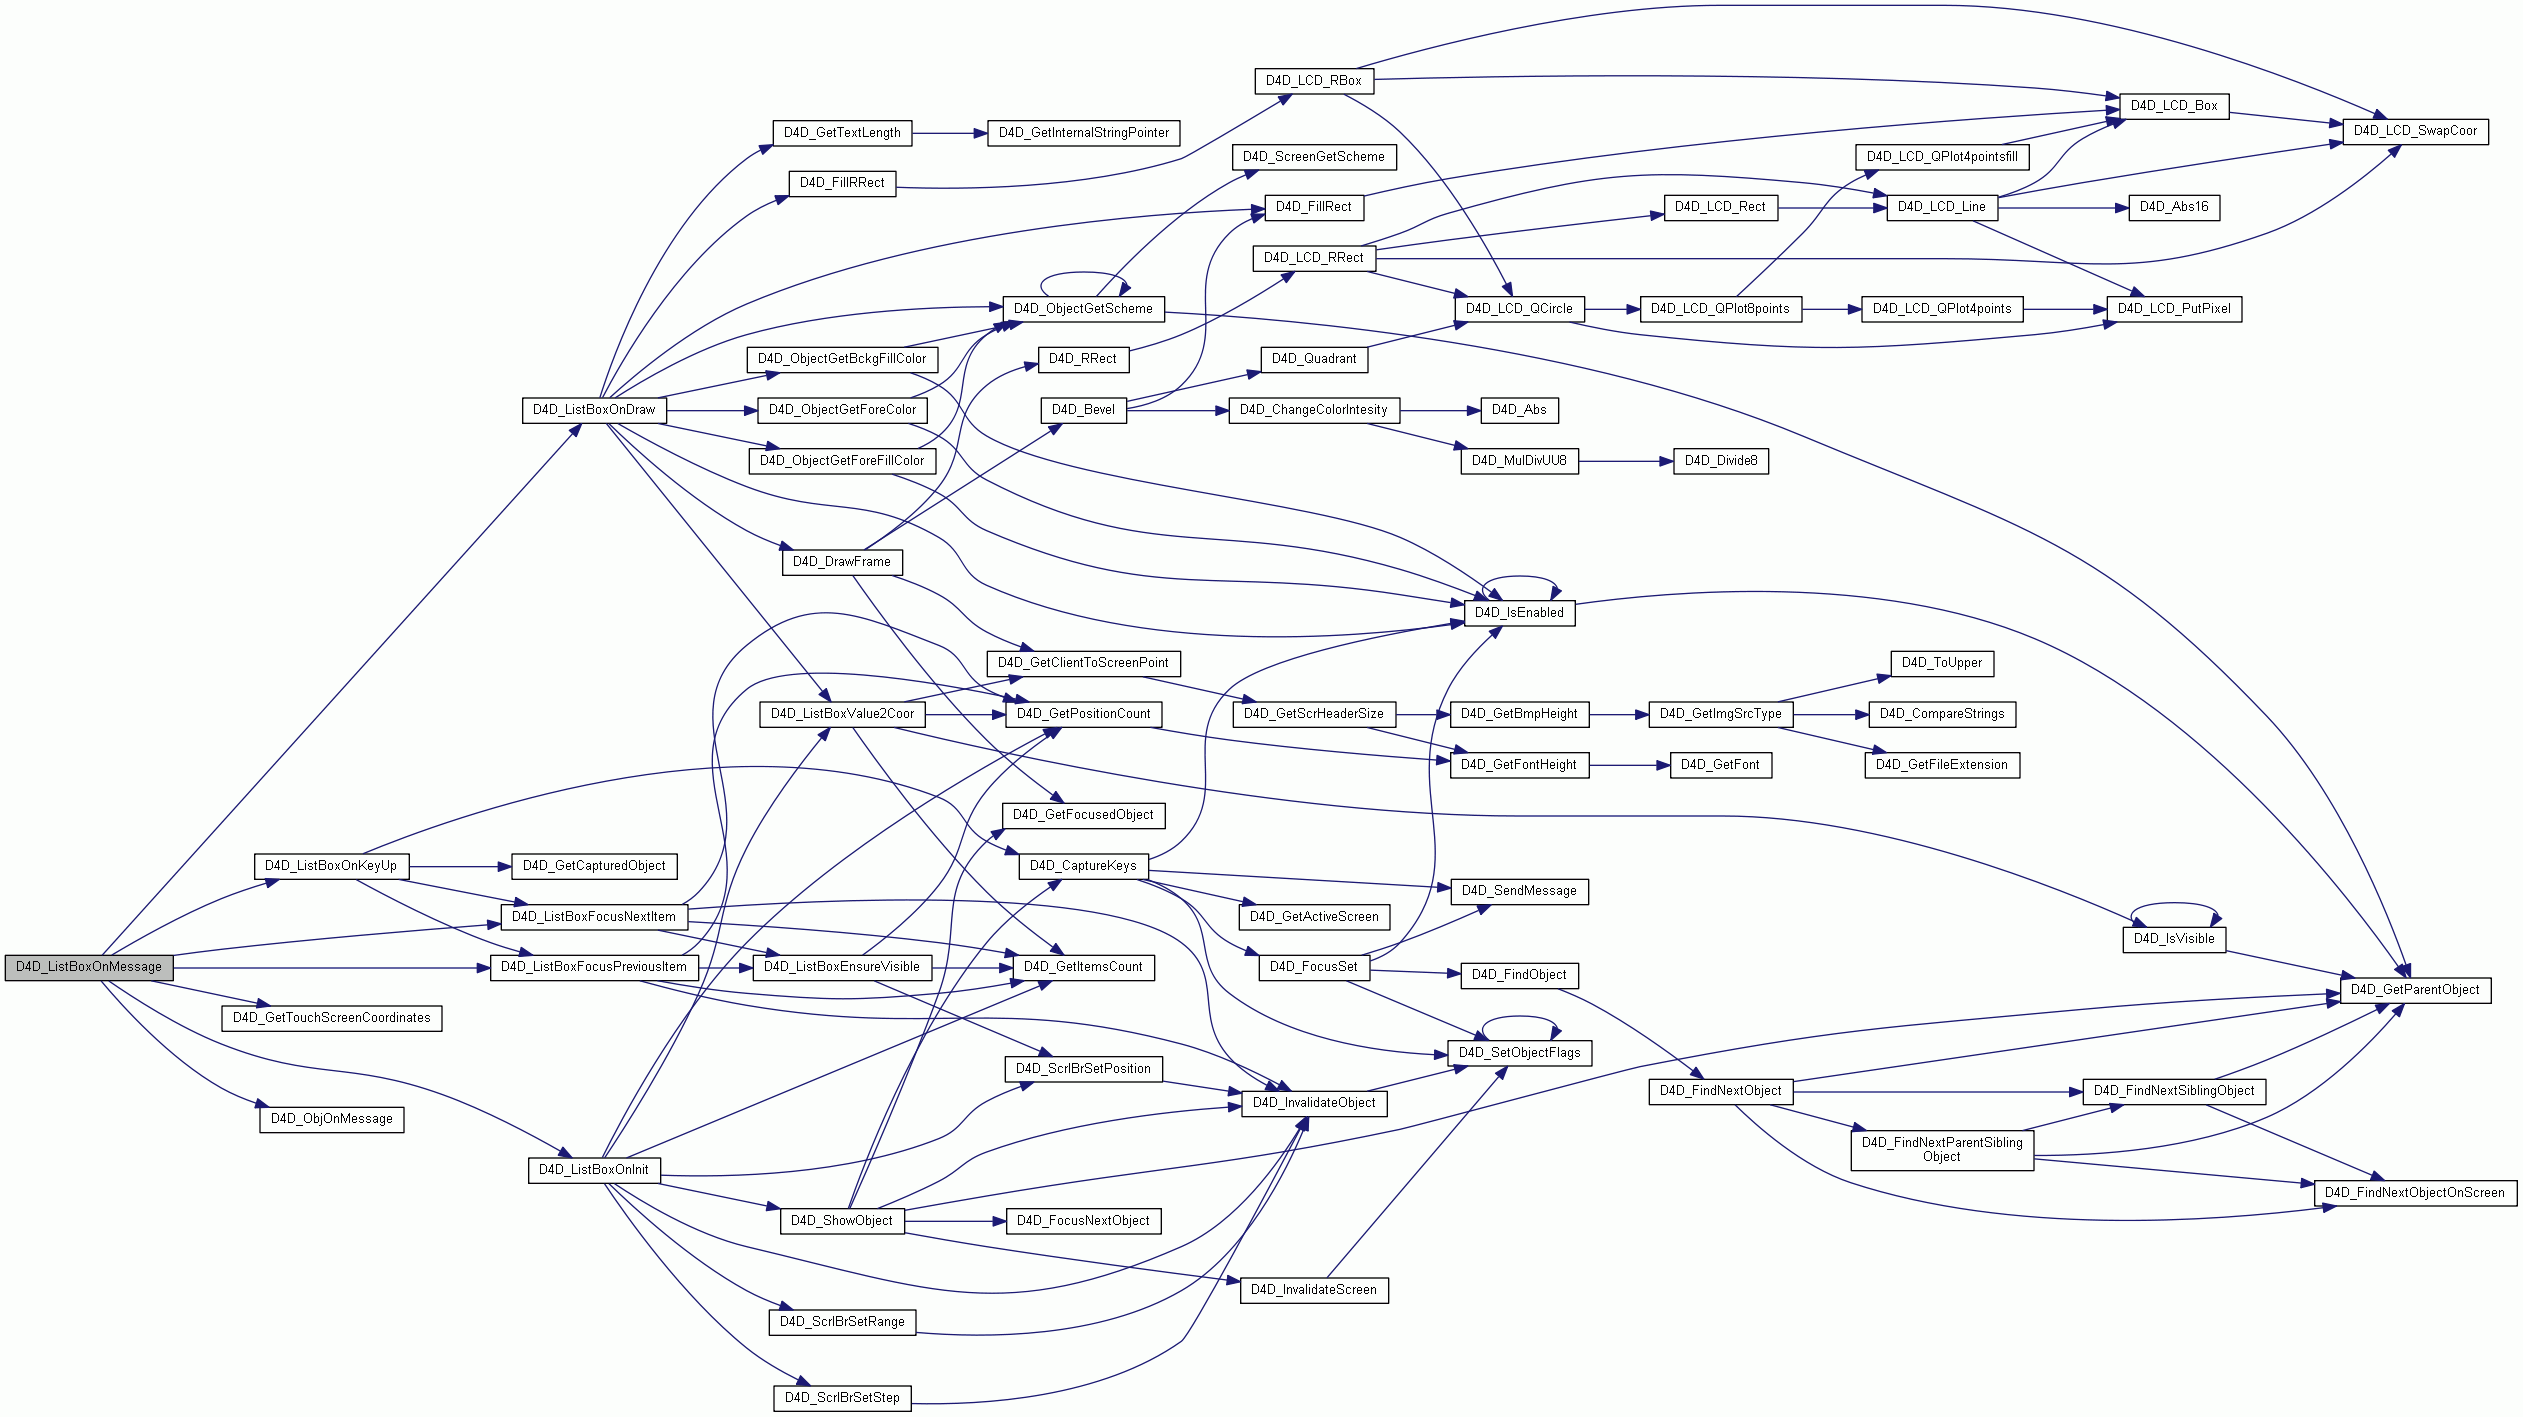 D4D_LCD_RBox
D4D_LCD_Box
D4D_GetTextLength
D4D_GetInternalStringPointer
D4D_LCD_SwapCoor
D4D_ScreenGetScheme
D4D_LCD_QPlot4pointsfill
D4D_FillRRect
D4D_FillRect
D4D_LCD_Rect
D4D_LCD_Line
D4D_Abs16
D4D_LCD_RRect
D4D_ObjectGetScheme
D4D_LCD_QCircle
D4D_LCD_QPlot8points
D4D_LCD_QPlot4points
D4D_LCD_PutPixel
D4D_ObjectGetBckgFillColor
D4D_RRect
D4D_Quadrant
D4D_ListBoxOnDraw
D4D_ObjectGetForeColor
D4D_Bevel
D4D_ChangeColorIntesity
D4D_Abs
D4D_ObjectGetForeFillColor
D4D_MulDivUU8
D4D_Divide8
D4D_DrawFrame
D4D_IsEnabled
D4D_GetClientToScreenPoint
D4D_ToUpper
D4D_ListBoxValue2Coor
D4D_GetPositionCount
D4D_GetScrHeaderSize
D4D_GetBmpHeight
D4D_GetImgSrcType
D4D_CompareStrings
D4D_GetFontHeight
D4D_GetFont
D4D_GetFileExtension
D4D_GetFocusedObject
D4D_ListBoxOnKeyUp
D4D_GetCapturedObject
D4D_CaptureKeys
D4D_SendMessage
D4D_ListBoxFocusNextItem
D4D_GetActiveScreen
D4D_IsVisible
D4D_ListBoxOnMessage
D4D_ListBoxFocusPreviousItem
D4D_ListBoxEnsureVisible
D4D_GetItemsCount
D4D_FocusSet
D4D_FindObject
D4D_GetParentObject
D4D_GetTouchScreenCoordinates
D4D_SetObjectFlags
D4D_ScrlBrSetPosition
D4D_FindNextObject
D4D_FindNextSiblingObject
D4D_InvalidateObject
D4D_ObjOnMessage
D4D_FindNextParentSibling
Object
D4D_ListBoxOnInit
D4D_FindNextObjectOnScreen
D4D_ShowObject
D4D_FocusNextObject
D4D_InvalidateScreen
D4D_ScrlBrSetRange
D4D_ScrlBrSetStep